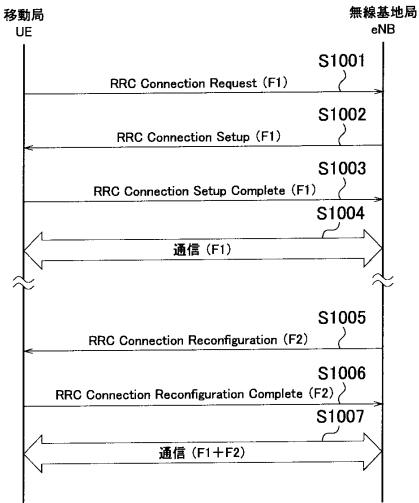 移動局
UE
無線基地局
eNB
S1001
RRC Connection Request (F1)
S1002
RRC Connection Setup (F1)
S1003
RRC Connection Setup Complete (F1)
S1004
通信 (F1)
S1005
RRC Connection Reconfiguration (F2)
S1006
RRC Connection Reconfiguration Complete (F2)
S1007
通信 (F1+F2)